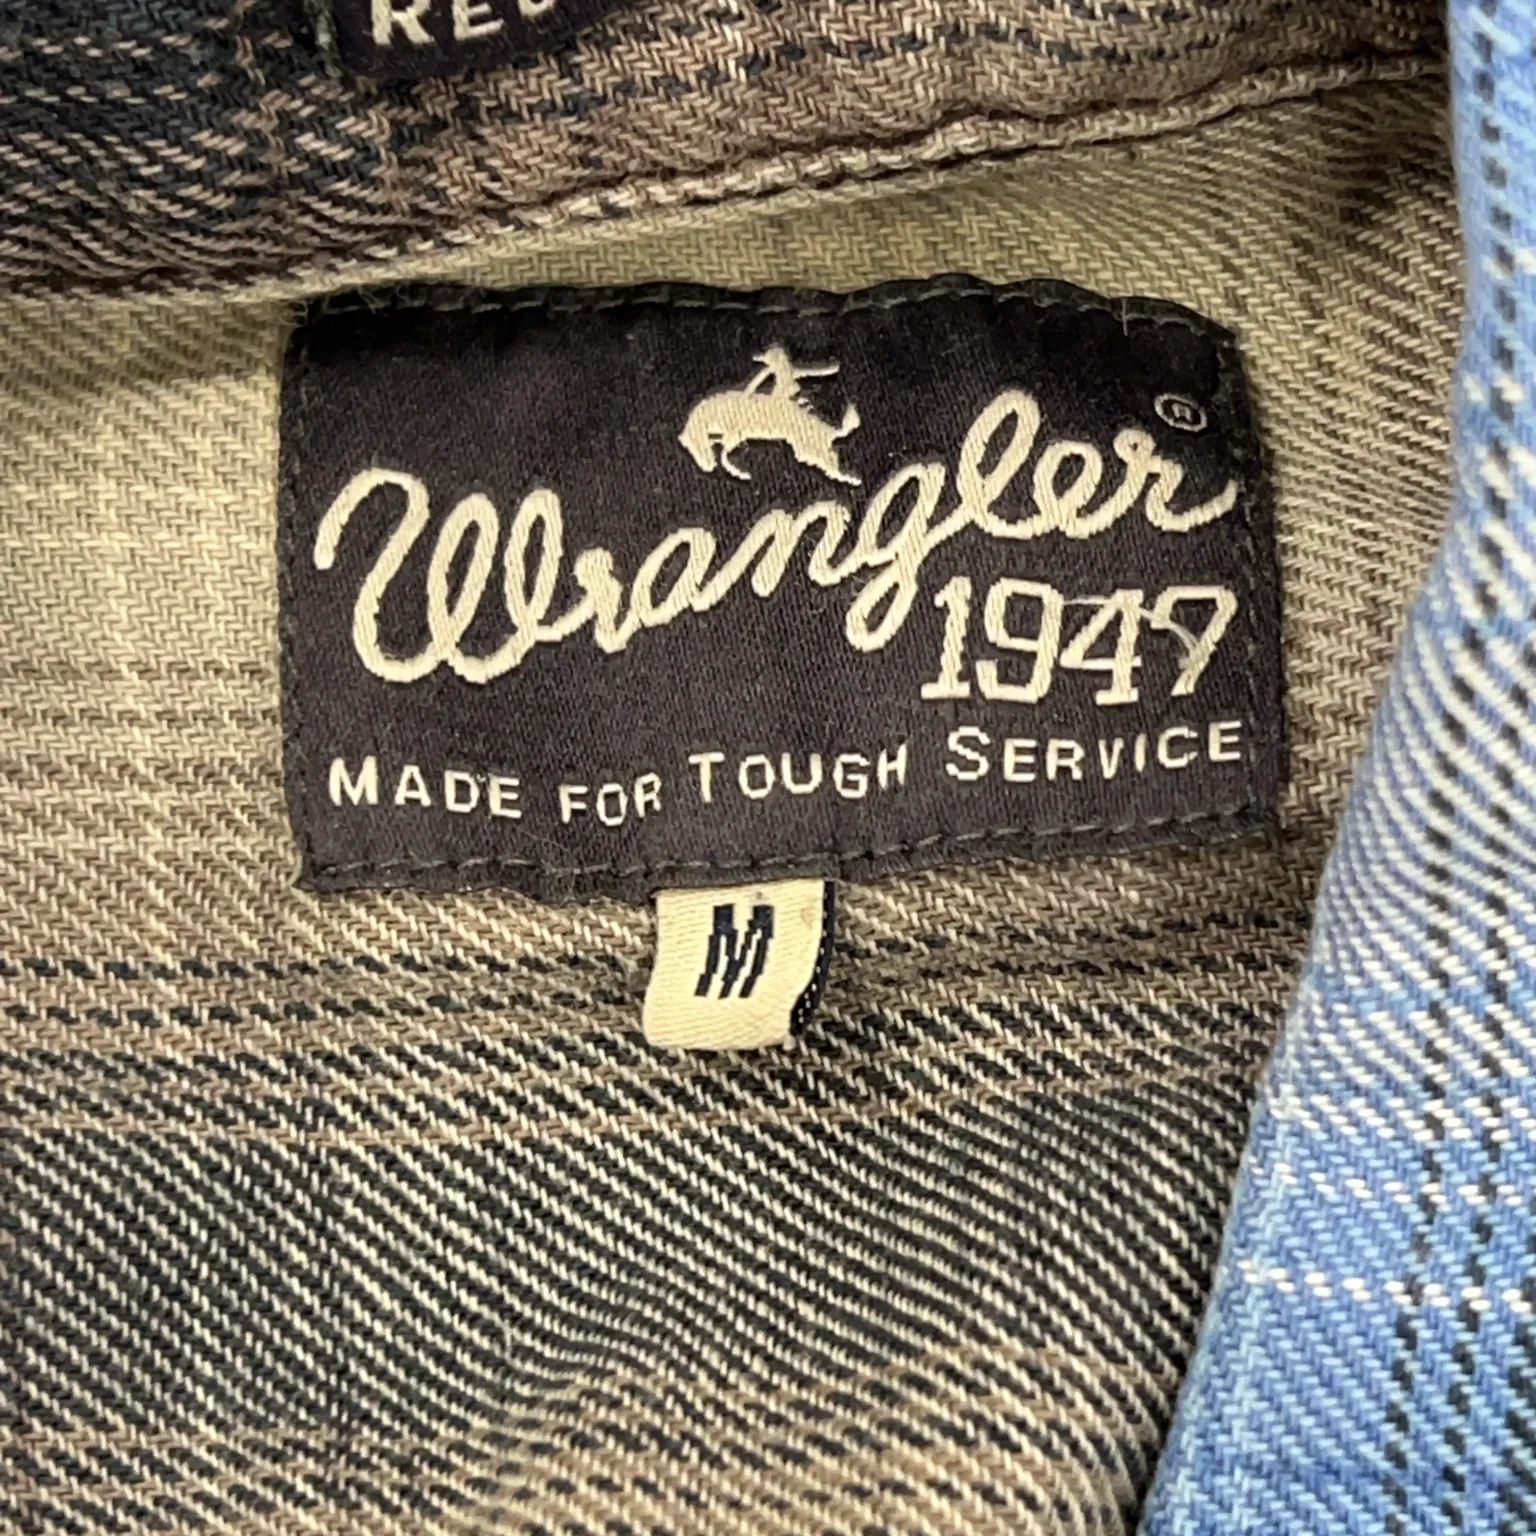 Wrangler®
1947
MADE FOR TOUGH SERVICE
M